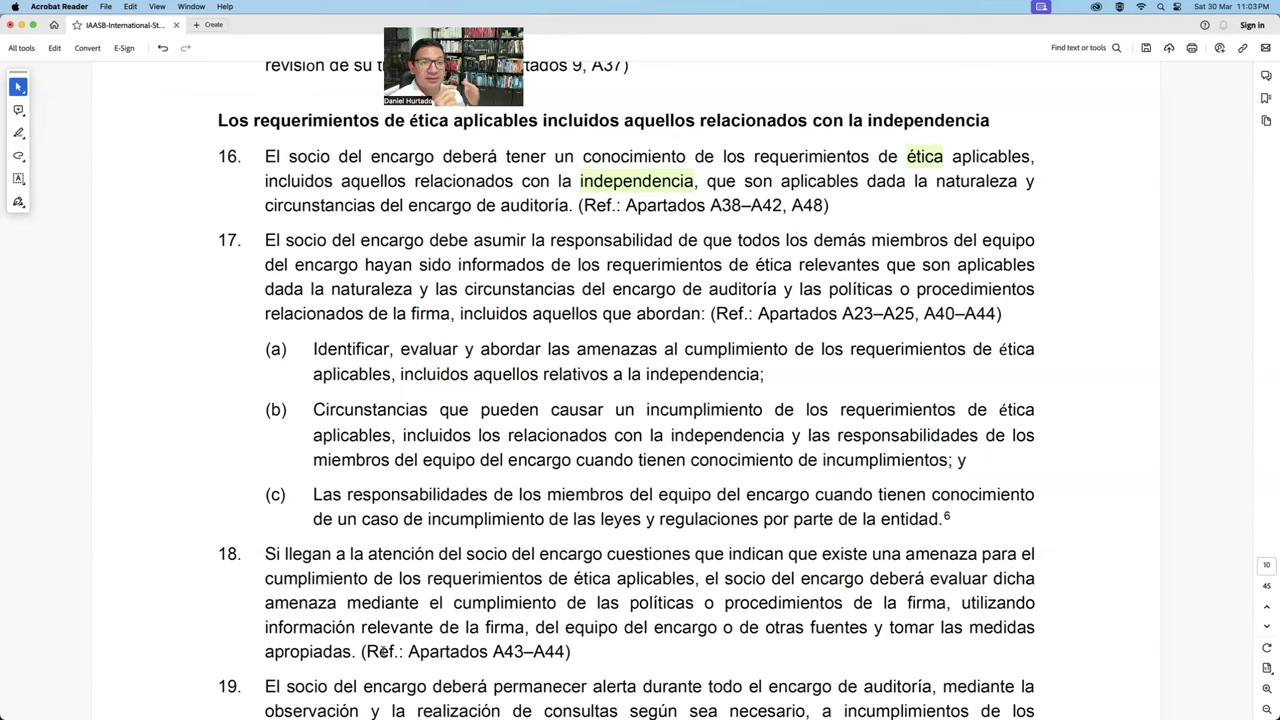 Acrobat Reader File Edit View Window Help Sat 30 Mar 11:03 PM
IAASB-International-St... Create Sign in
All tools Edit Convert E-Sign Find text or tools
Daniel Hurtado
revisión de su t tados 9, A37)
Los requerimientos de ética aplicables incluidos aquellos relacionados con la independencia
16. El socio del encargo deberá tener un conocimiento de los requerimientos de ética aplicables,
incluidos aquellos relacionados con la independencia, que son aplicables dada la naturaleza y
circunstancias del encargo de auditoría. (Ref.: Apartados A38–A42, A48)
17. El socio del encargo debe asumir la responsabilidad de que todos los demás miembros del equipo
del encargo hayan sido informados de los requerimientos de ética relevantes que son aplicables
dada la naturaleza y las circunstancias del encargo de auditoría y las políticas o procedimientos
relacionados de la firma, incluidos aquellos que abordan: (Ref.: Apartados A23–A25, A40–A44)
(a) Identificar, evaluar y abordar las amenazas al cumplimiento de los requerimientos de ética
aplicables, incluidos aquellos relativos a la independencia;
(b) Circunstancias que pueden causar un incumplimiento de los requerimientos de ética
aplicables, incluidos los relacionados con la independencia y las responsabilidades de los
miembros del equipo del encargo cuando tienen conocimiento de incumplimientos; y
(c) Las responsabilidades de los miembros del equipo del encargo cuando tienen conocimiento
de un caso de incumplimiento de las leyes y regulaciones por parte de la entidad.⁶
18. Si llegan a la atención del socio del encargo cuestiones que indican que existe una amenaza para el
cumplimiento de los requerimientos de ética aplicables, el socio del encargo deberá evaluar dicha
amenaza mediante el cumplimiento de las políticas o procedimientos de la firma, utilizando
información relevante de la firma, del equipo del encargo o de otras fuentes y tomar las medidas
apropiadas. (Ref.: Apartados A43–A44)
19. El socio del encargo deberá permanecer alerta durante todo el encargo de auditoría, mediante la
observación y la realización de consultas según sea necesario, a incumplimientos de los
10
45